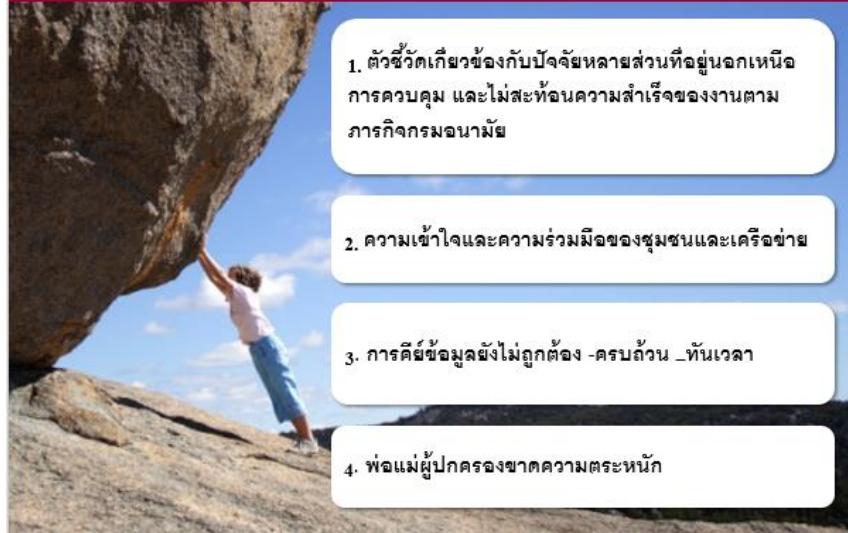 1. ตัวชี้วัดเกี่ยวข้องกับปัจจัยหลายส่วนที่อยู่นอกเหนือ
การควบคุม และไม่สะท้อนความสำเร็จของงานตาม
ภารกิจกรมอนามัย
2. ความเข้าใจและความร่วมมือของชุมชนและเครือข่าย
3. การคีย์ข้อมูลยังไม่ถูกต้อง -ครบถ้วน _ทันเวลา
4. พ่อแม่ผู้ปกครองขาดความตระหนัก